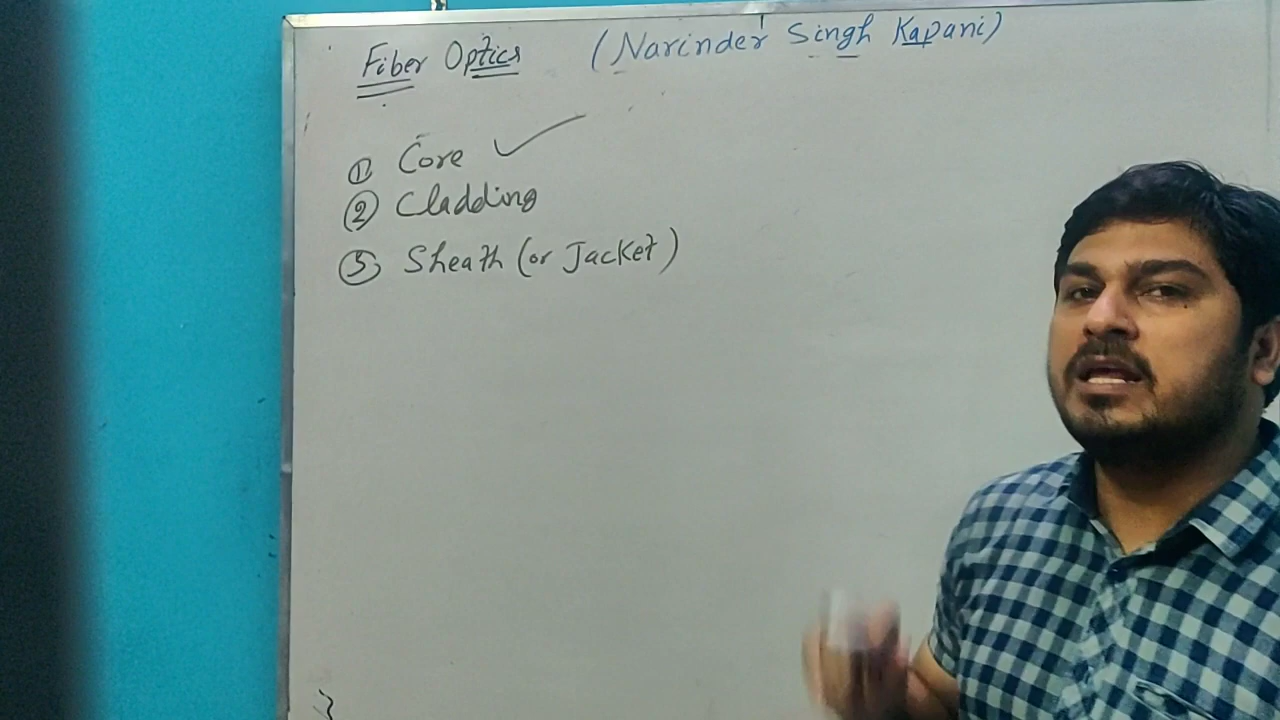 Fiber Optics (Narinder Singh Kapani)
① Core ✓
② Cladding
③ Sheath (or Jacket)